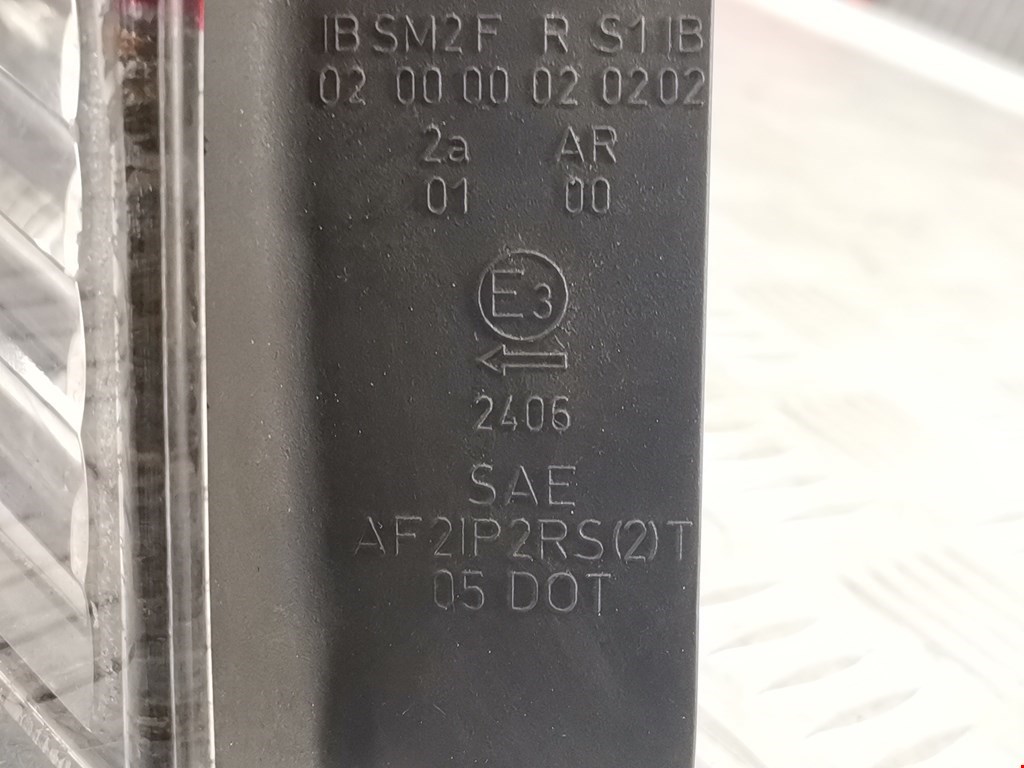 IB SM2 F R S1 IB
02 00 00 02 02 02
2a AR
01 00
E3
2406
SAE
AF2IP2RS(2)T
05 DOT